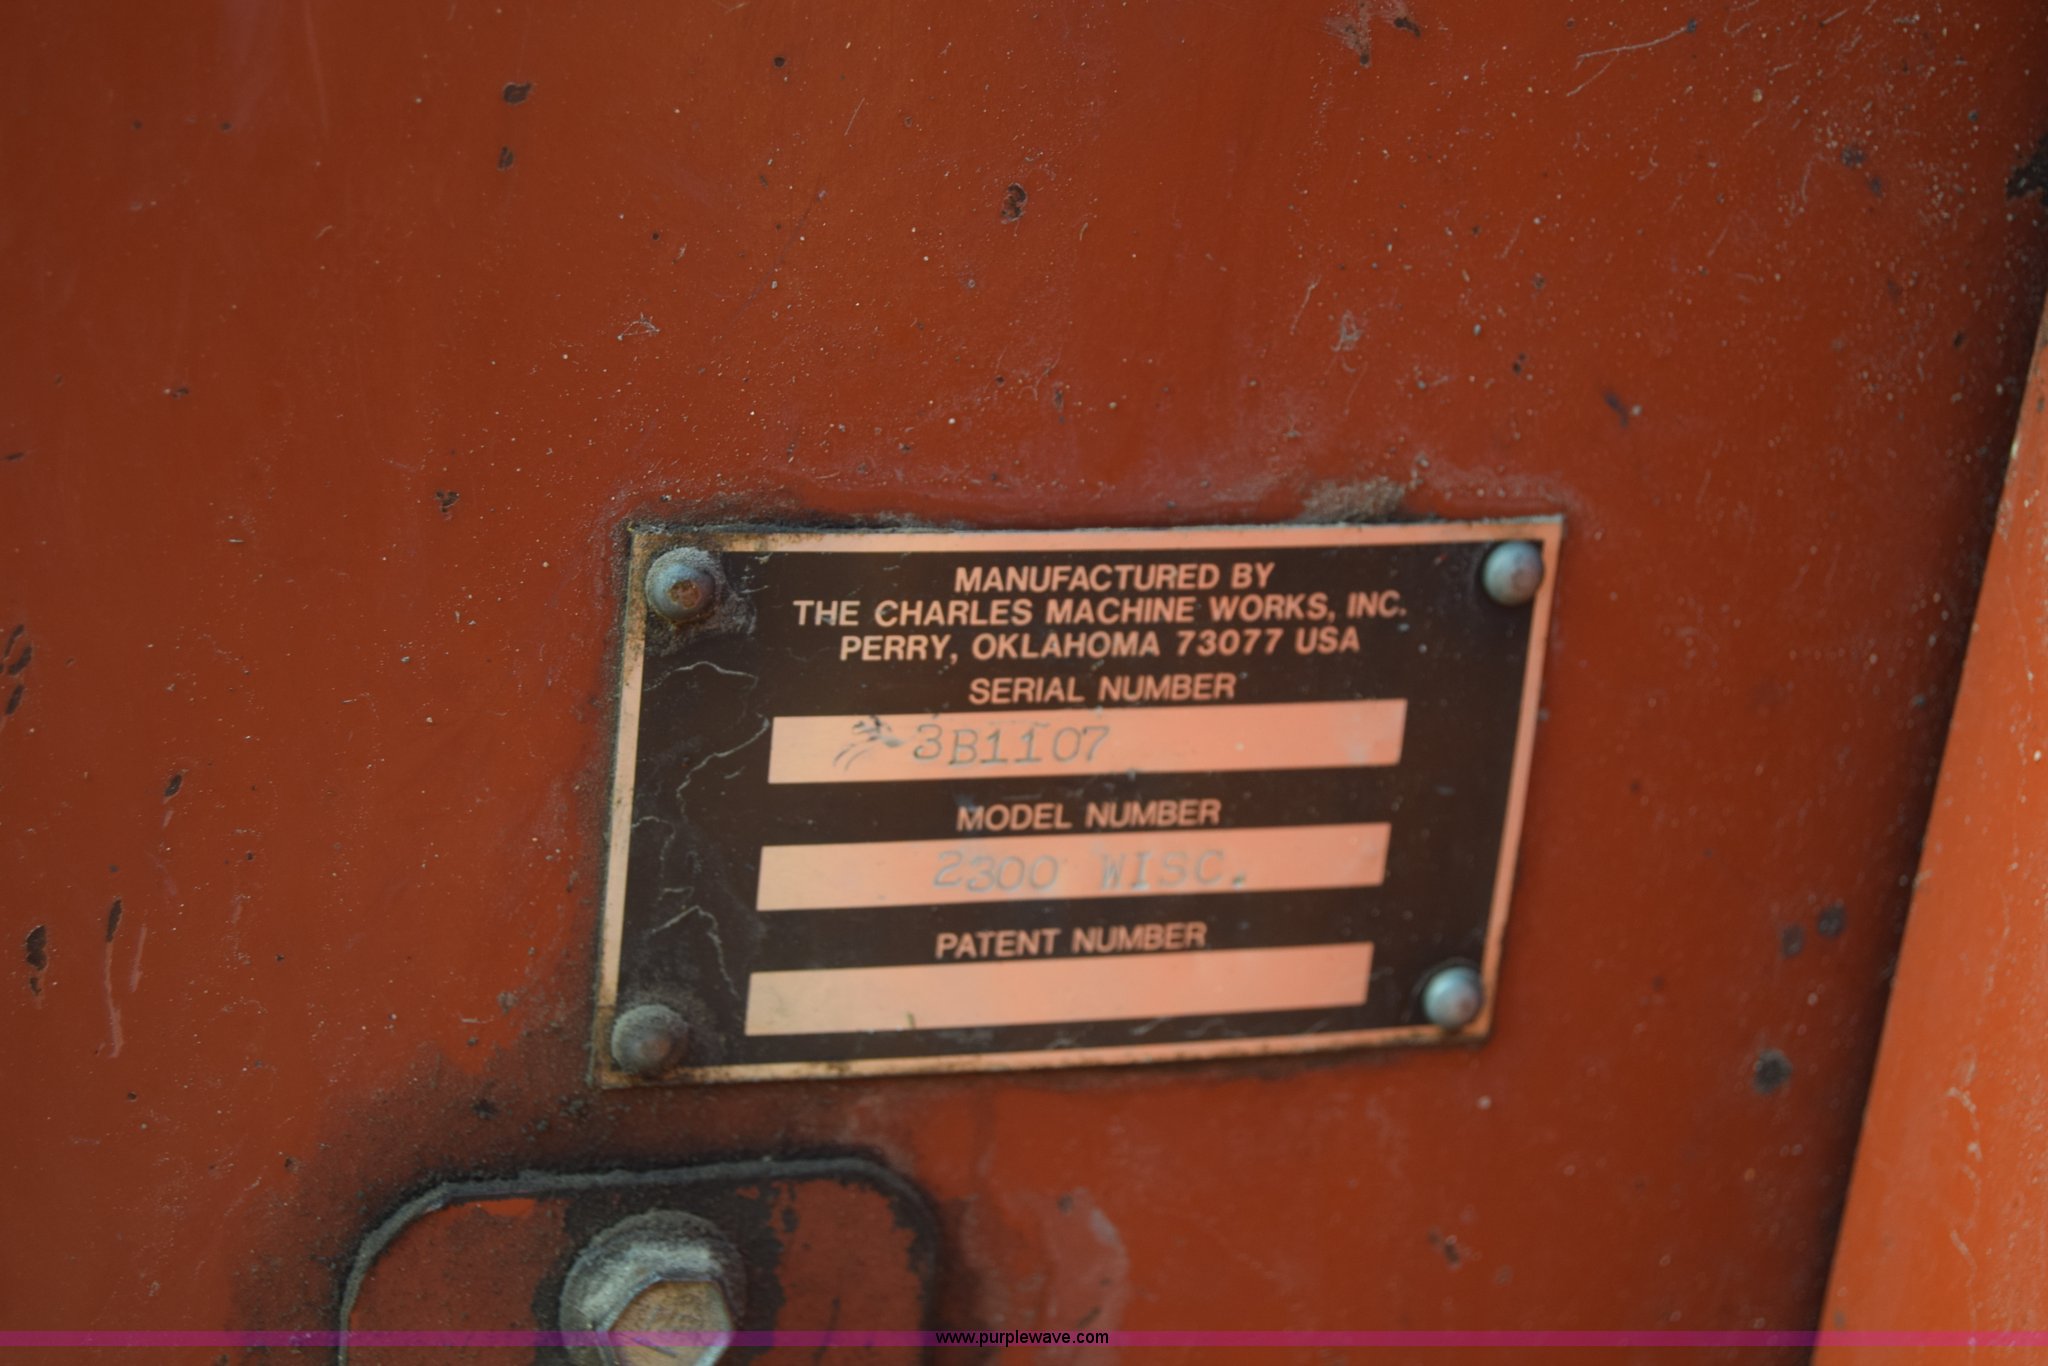 MANUFACTURED BY
THE CHARLES MACHINE WORKS, INC.
PERRY, OKLAHOMA 73077 USA
SERIAL NUMBER
3B1107
MODEL NUMBER
2300 WISC.
PATENT NUMBER
www.purplewave.com